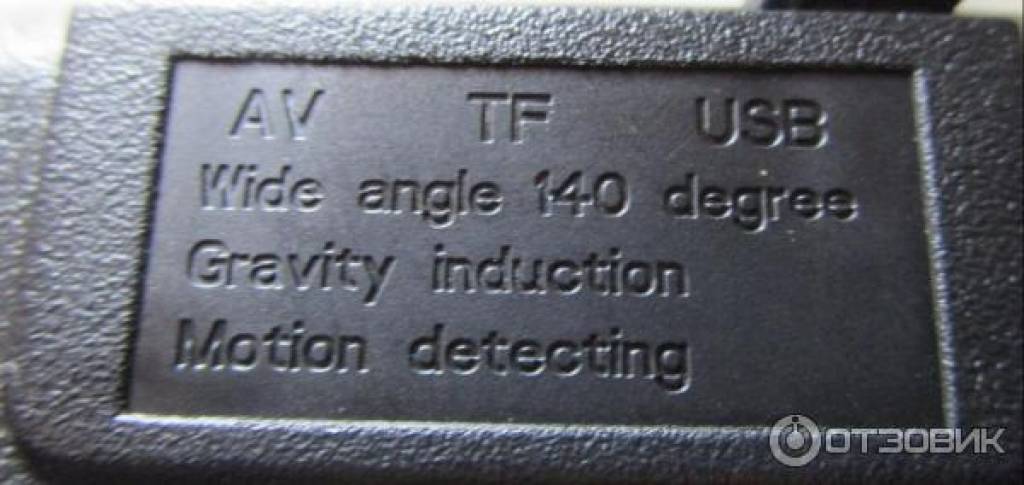 AV TF USB
Wide angle 140 degree
Gravity induction
Motion detecting
ОТЗОВИК